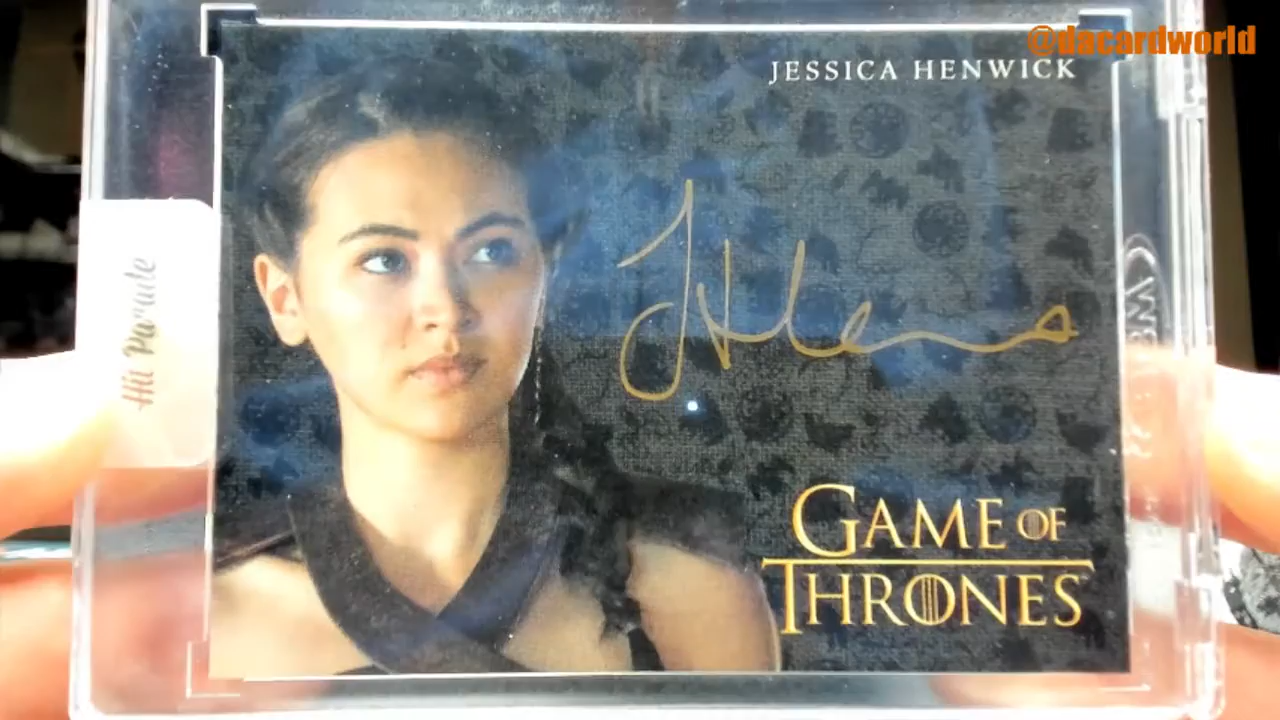 @dacardworld
JESSICA HENWICK
Hit Parade
GAME OF
THRONES